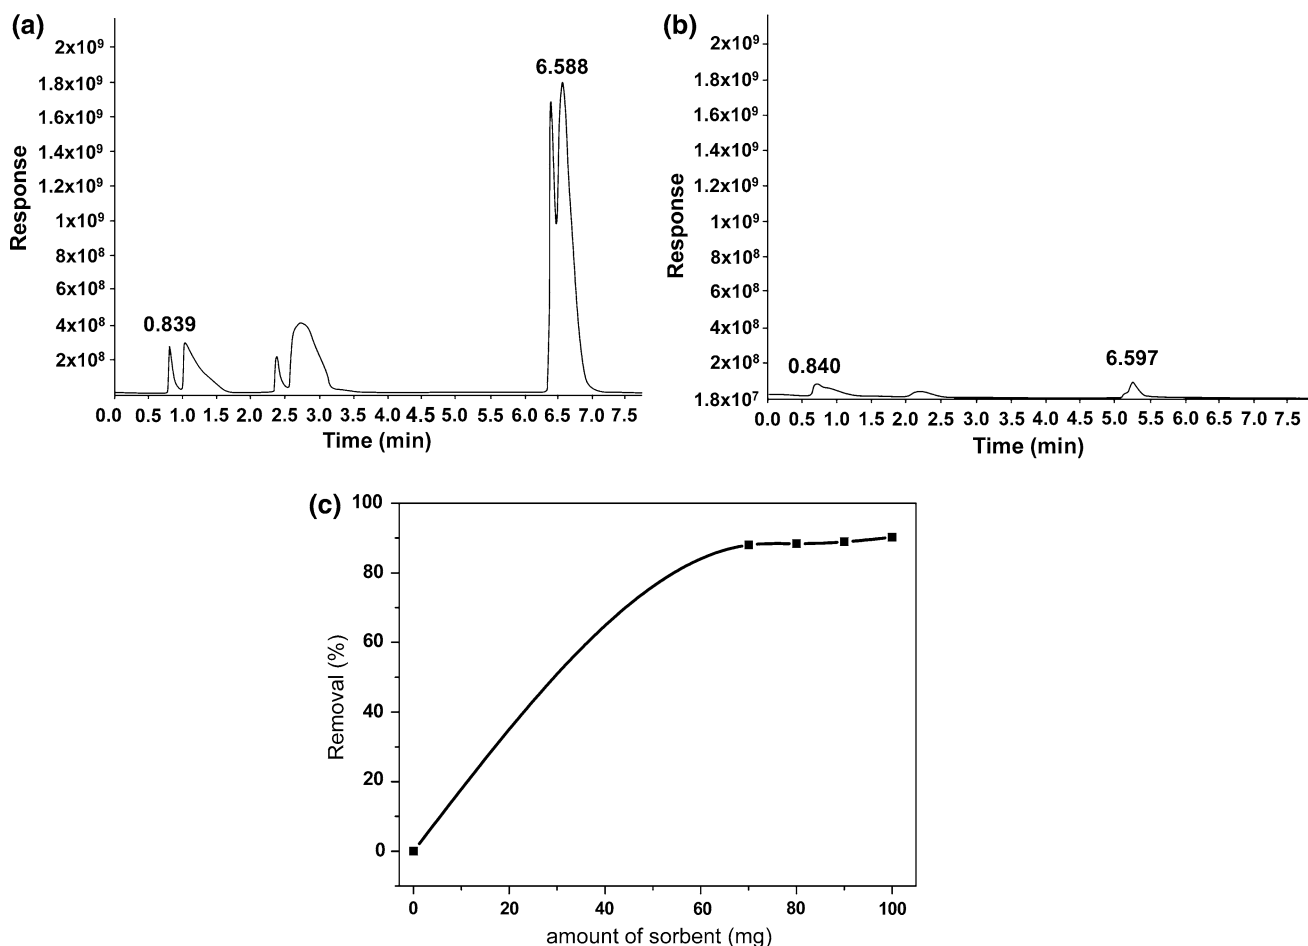 (a)
Response
2x10⁹
1.8x10⁹
1.6x10⁹
1.4x10⁹
1.2x10⁹
1x10⁹
8x10⁸
6x10⁸
4x10⁸
2x10⁸
0.839
6.588
0.0 0.5 1.0 1.5 2.0 2.5 3.0 3.5 4.0 4.5 5.0 5.5 6.0 6.5 7.0 7.5
Time (min)
(b)
Response
2x10⁹
1.8x10⁹
1.6x10⁹
1.4x10⁹
1.2x10⁹
1x10⁹
8x10⁸
6x10⁸
4x10⁸
2x10⁸
1.8x10⁷
0.840
6.597
0.0 0.5 1.0 1.5 2.0 2.5 3.0 3.5 4.0 4.5 5.0 5.5 6.0 6.5 7.0 7.5
Time (min)
(c)
Removal (%)
100
80
60
40
20
0
0 20 40 60 80 100
amount of sorbent (mg)